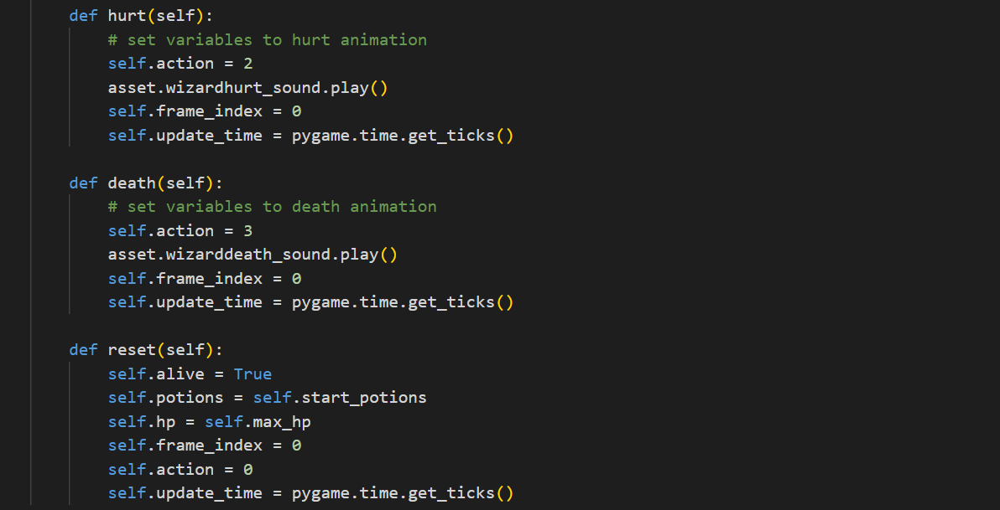 def hurt(self):
# set variables to hurt animation
self.action = 2
asset.wizardhurt_sound.play()
self.frame_index = 0
self.update_time = pygame.time.get_ticks()
def death(self):
# set variables to death animation
self.action = 3
asset.wizarddeath_sound.play()
self.frame_index = 0
self.update_time = pygame.time.get_ticks()
def reset(self):
self.alive = True
self.potions = self.start_potions
self.hp = self.max_hp
self.frame_index = 0
self.action = 0
self.update_time = pygame.time.get_ticks()